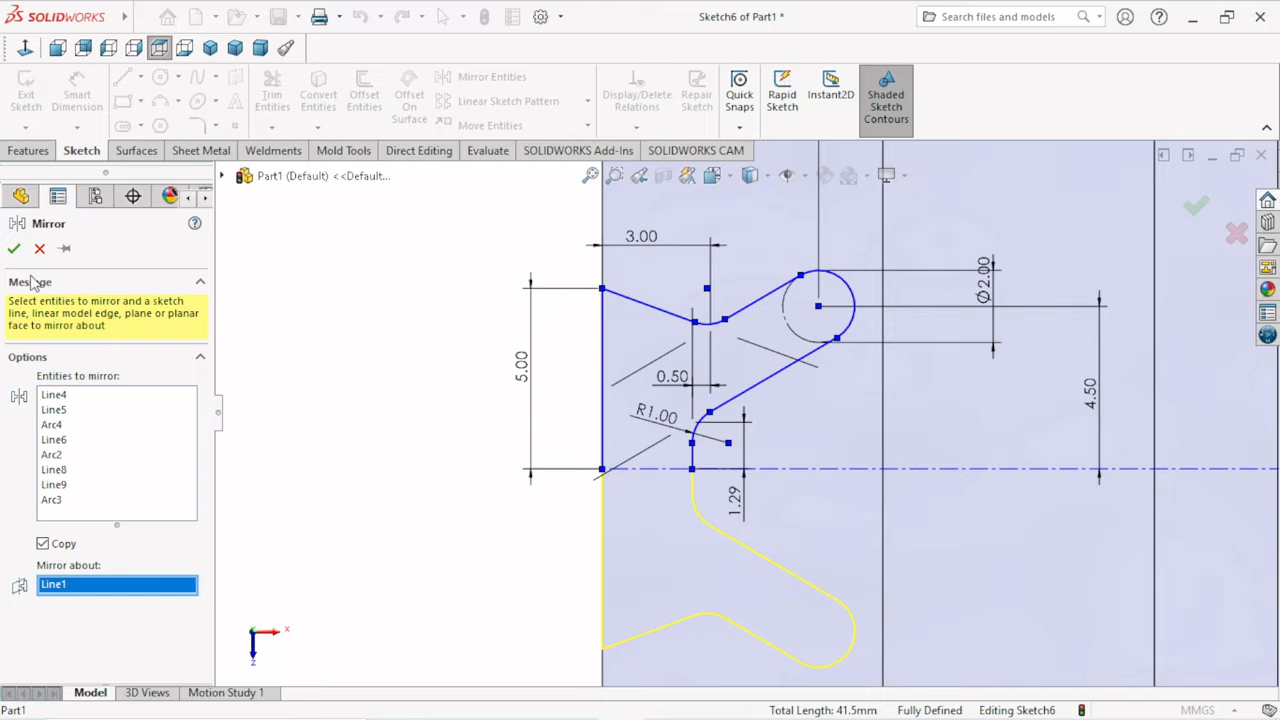 SOLIDWORKS
Sketch6 of Part1 *
Search files and models
Exit Sketch
Smart Dimension
Trim Entities
Convert Entities
Offset Entities
Offset On Surface
Mirror Entities
Linear Sketch Pattern
Move Entities
Display/Delete Relations
Repair Sketch
Quick Snaps
Rapid Sketch
Instant2D
Shaded Sketch Contours
Features
Sketch
Surfaces
Sheet Metal
Weldments
Mold Tools
Direct Editing
Evaluate
SOLIDWORKS Add-Ins
SOLIDWORKS CAM
Part1 (Default) <<Default...
Mirror
Message
Select entities to mirror and a sketch
line, linear model edge, plane or planar
face to mirror about
Options
Entities to mirror:
Line4
Line5
Arc4
Line6
Arc2
Line8
Line9
Arc3
Copy
Mirror about:
Line1
3.00
Ø2.00
5.00
0.50
R1.00
4.50
1.29
x
z
Model
3D Views
Motion Study 1
Part1
Total Length: 41.5mm
Fully Defined
Editing Sketch6
MMGS